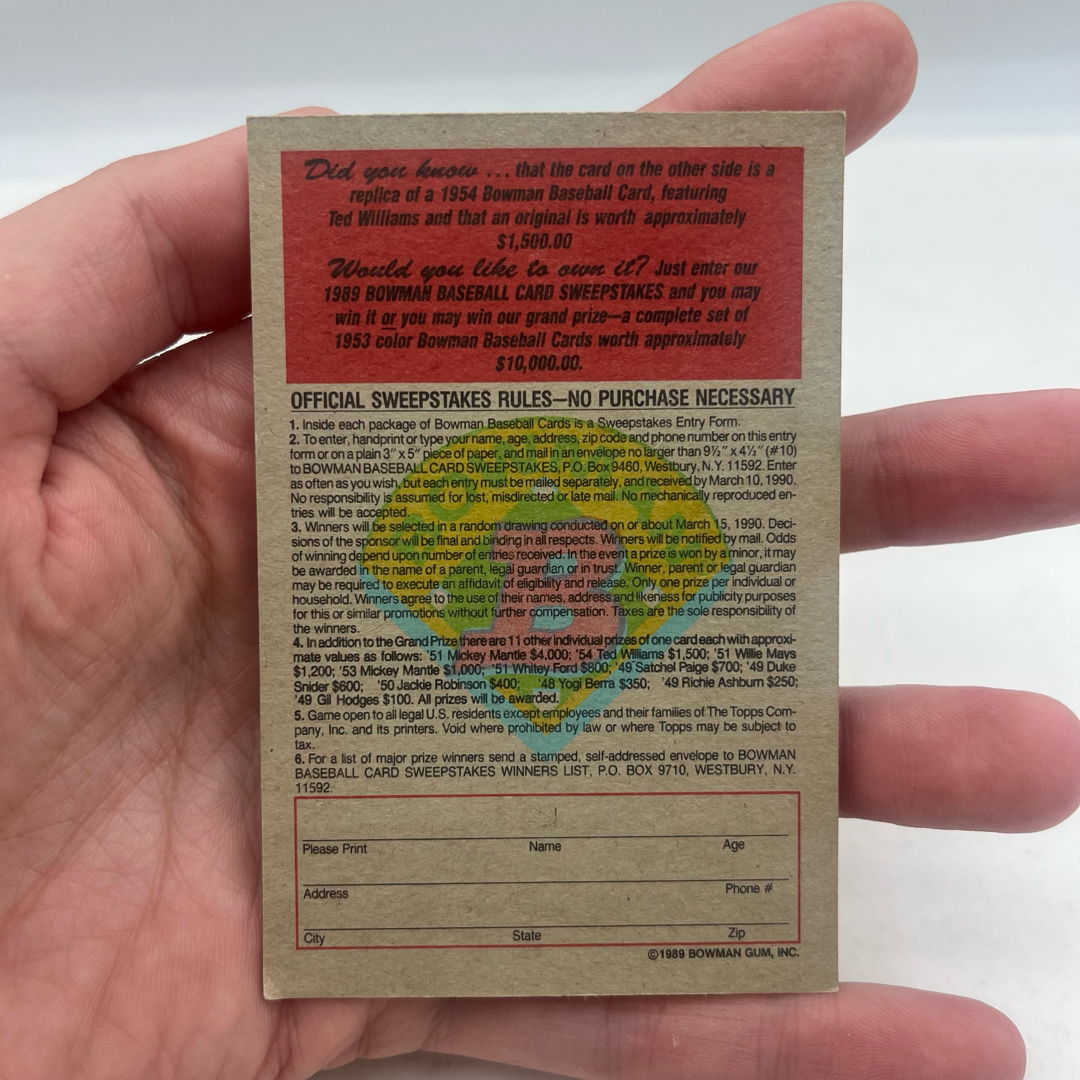 Did you know ... that the card on the other side is a
replica of a 1954 Bowman Baseball Card, featuring
Ted Williams and that an original is worth approximately
$1,500.00
Would you like to own it? Just enter our
1989 BOWMAN BASEBALL CARD SWEEPSTAKES and you may
win it or you may win our grand prize—a complete set of
1953 color Bowman Baseball Cards worth approximately
$10,000.00.
OFFICIAL SWEEPSTAKES RULES—NO PURCHASE NECESSARY
1. Inside each package of Bowman Baseball Cards is a Sweepstakes Entry Form.
2. To enter, handprint or type your name, age, address, zip code and phone number on this entry
form or on a plain 3″ x 5″ piece of paper, and mail in an envelope no larger than 9½″ x 4½″ (#10)
to BOWMAN BASEBALL CARD SWEEPSTAKES, P.O. Box 9460, Westbury, N.Y. 11592. Enter
as often as you wish, but each entry must be mailed separately, and received by March 10, 1990.
No responsibility is assumed for lost, misdirected or late mail. No mechanically reproduced en-
tries will be accepted.
3. Winners will be selected in a random drawing conducted on or about March 15, 1990. Deci-
sions of the sponsor will be final and binding in all respects. Winners will be notified by mail. Odds
of winning depend upon number of entries received. In the event a prize is won by a minor, it may
be awarded in the name of a parent, legal guardian or in trust. Winner, parent or legal guardian
may be required to execute an affidavit of eligibility and release. Only one prize per individual or
household. Winners agree to the use of their names, address and likeness for publicity purposes
for this or similar promotions without further compensation. Taxes are the sole responsibility of
the winners.
4. In addition to the Grand Prize there are 11 other individual prizes of one card each with approxi-
mate values as follows: '51 Mickey Mantle $4,000; '54 Ted Williams $1,500; '51 Willie Mays
$1,200; '53 Mickey Mantle $1,000; '51 Whitey Ford $800; '49 Satchel Paige $700; '49 Duke
Snider $600; '50 Jackie Robinson $400; '48 Yogi Berra $350; '49 Richie Ashburn $250;
'49 Gil Hodges $100. All prizes will be awarded.
5. Game open to all legal U.S. residents except employees and their families of The Topps Com-
pany, Inc. and its printers. Void where prohibited by law or where Topps may be subject to
tax.
6. For a list of major prize winners send a stamped, self-addressed envelope to BOWMAN
BASEBALL CARD SWEEPSTAKES WINNERS LIST, P.O. BOX 9710, WESTBURY, N.Y.
11592.
B
Please Print Name Age
Address Phone #
City State Zip
©1989 BOWMAN GUM, INC.